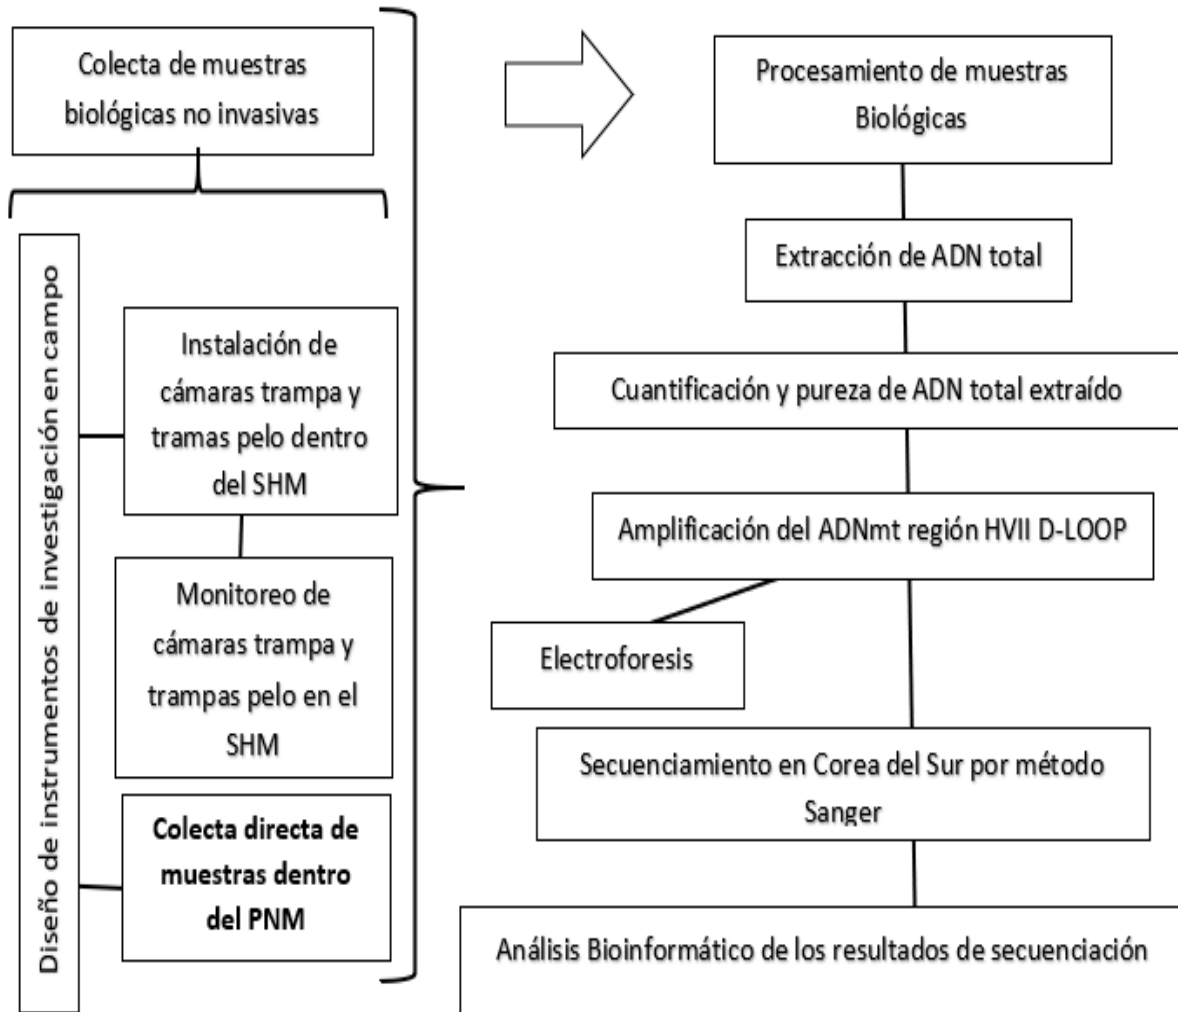 Colecta de muestras
biológicas no invasivas
Diseño de instrumentos de investigación en campo
Instalación de
cámaras trampa y
tramas pelo dentro
del SHM
Monitoreo de
cámaras trampa y
trampas pelo en el
SHM
Colecta directa de
muestras dentro
del PNM
Procesamiento de muestras
Biológicas
Extracción de ADN total
Cuantificación y pureza de ADN total extraído
Amplificación del ADNmt región HVII D-LOOP
Electroforesis
Secuenciamiento en Corea del Sur por método
Sanger
Análisis Bioinformático de los resultados de secuenciación